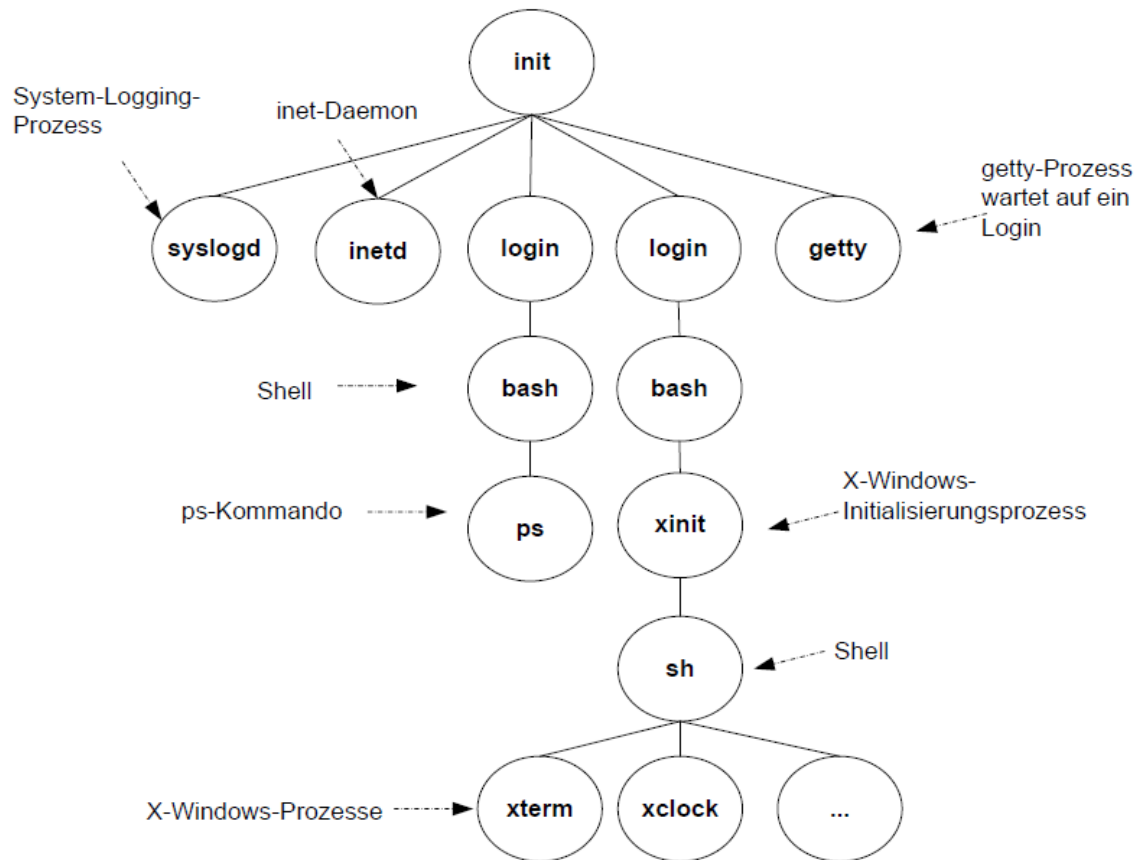 init
System-Logging-
Prozess
inet-Daemon
getty-Prozess
wartet auf ein
Login
syslogd
inetd
login
login
getty
Shell
bash
bash
ps-Kommando
ps
xinit
X-Windows-
Initialisierungsprozess
sh
Shell
X-Windows-Prozesse
xterm
xclock
...